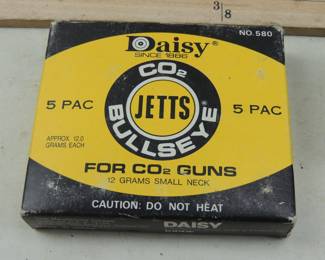 3
8
NO. 580
Daisy®
SINCE 1886
CO2
5 PAC
JETTS
5 PAC
BULLSEYE
APPROX. 12.0
GRAMS, EACH
FOR CO2 GUNS
12 GRAMS SMALL NECK
CAUTION: DO NOT HEAT
DAISY